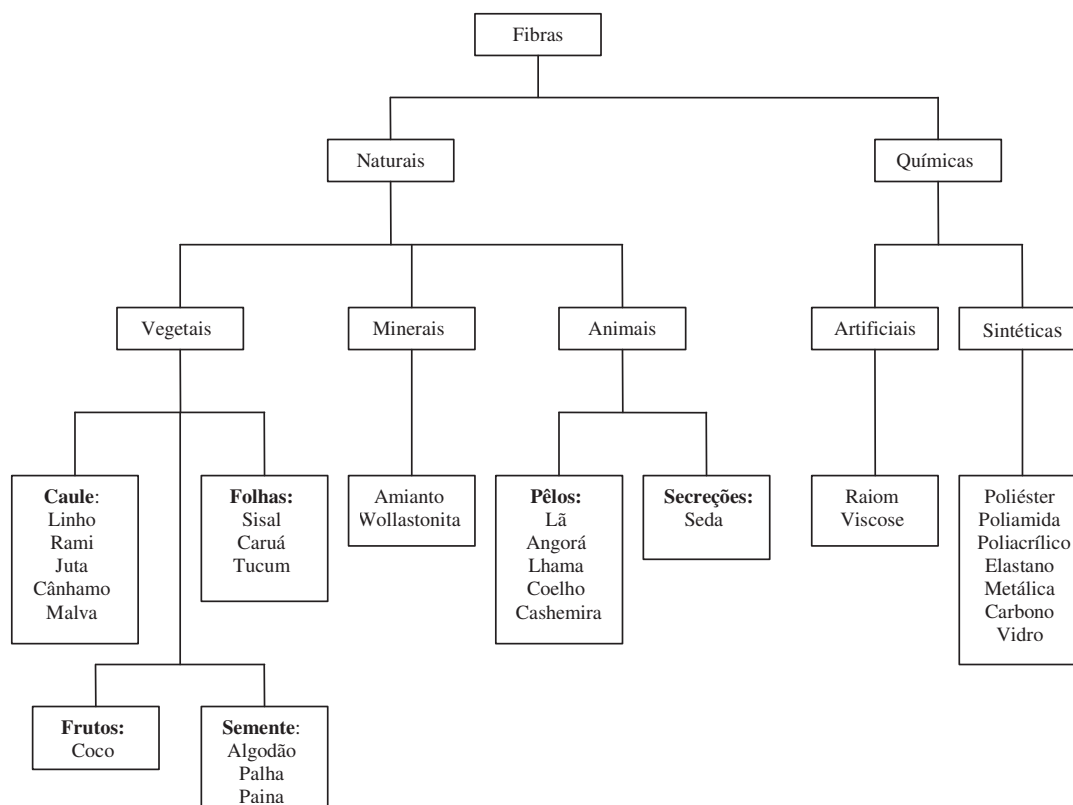 Fibras
Naturais
Químicas
Vegetais
Minerais
Animais
Artificiais
Sintéticas
Caule:
Linho
Rami
Juta
Cânhamo
Malva
Folhas:
Sisal
Caruá
Tucum
Amianto
Wollastonita
Pêlos:
Lã
Angorá
Lhama
Coelho
Cashemira
Secreções:
Seda
Raiom
Viscose
Poliéster
Poliamida
Poliacrílico
Elastano
Metálica
Carbono
Vidro
Frutos:
Coco
Semente:
Algodão
Palha
Paina